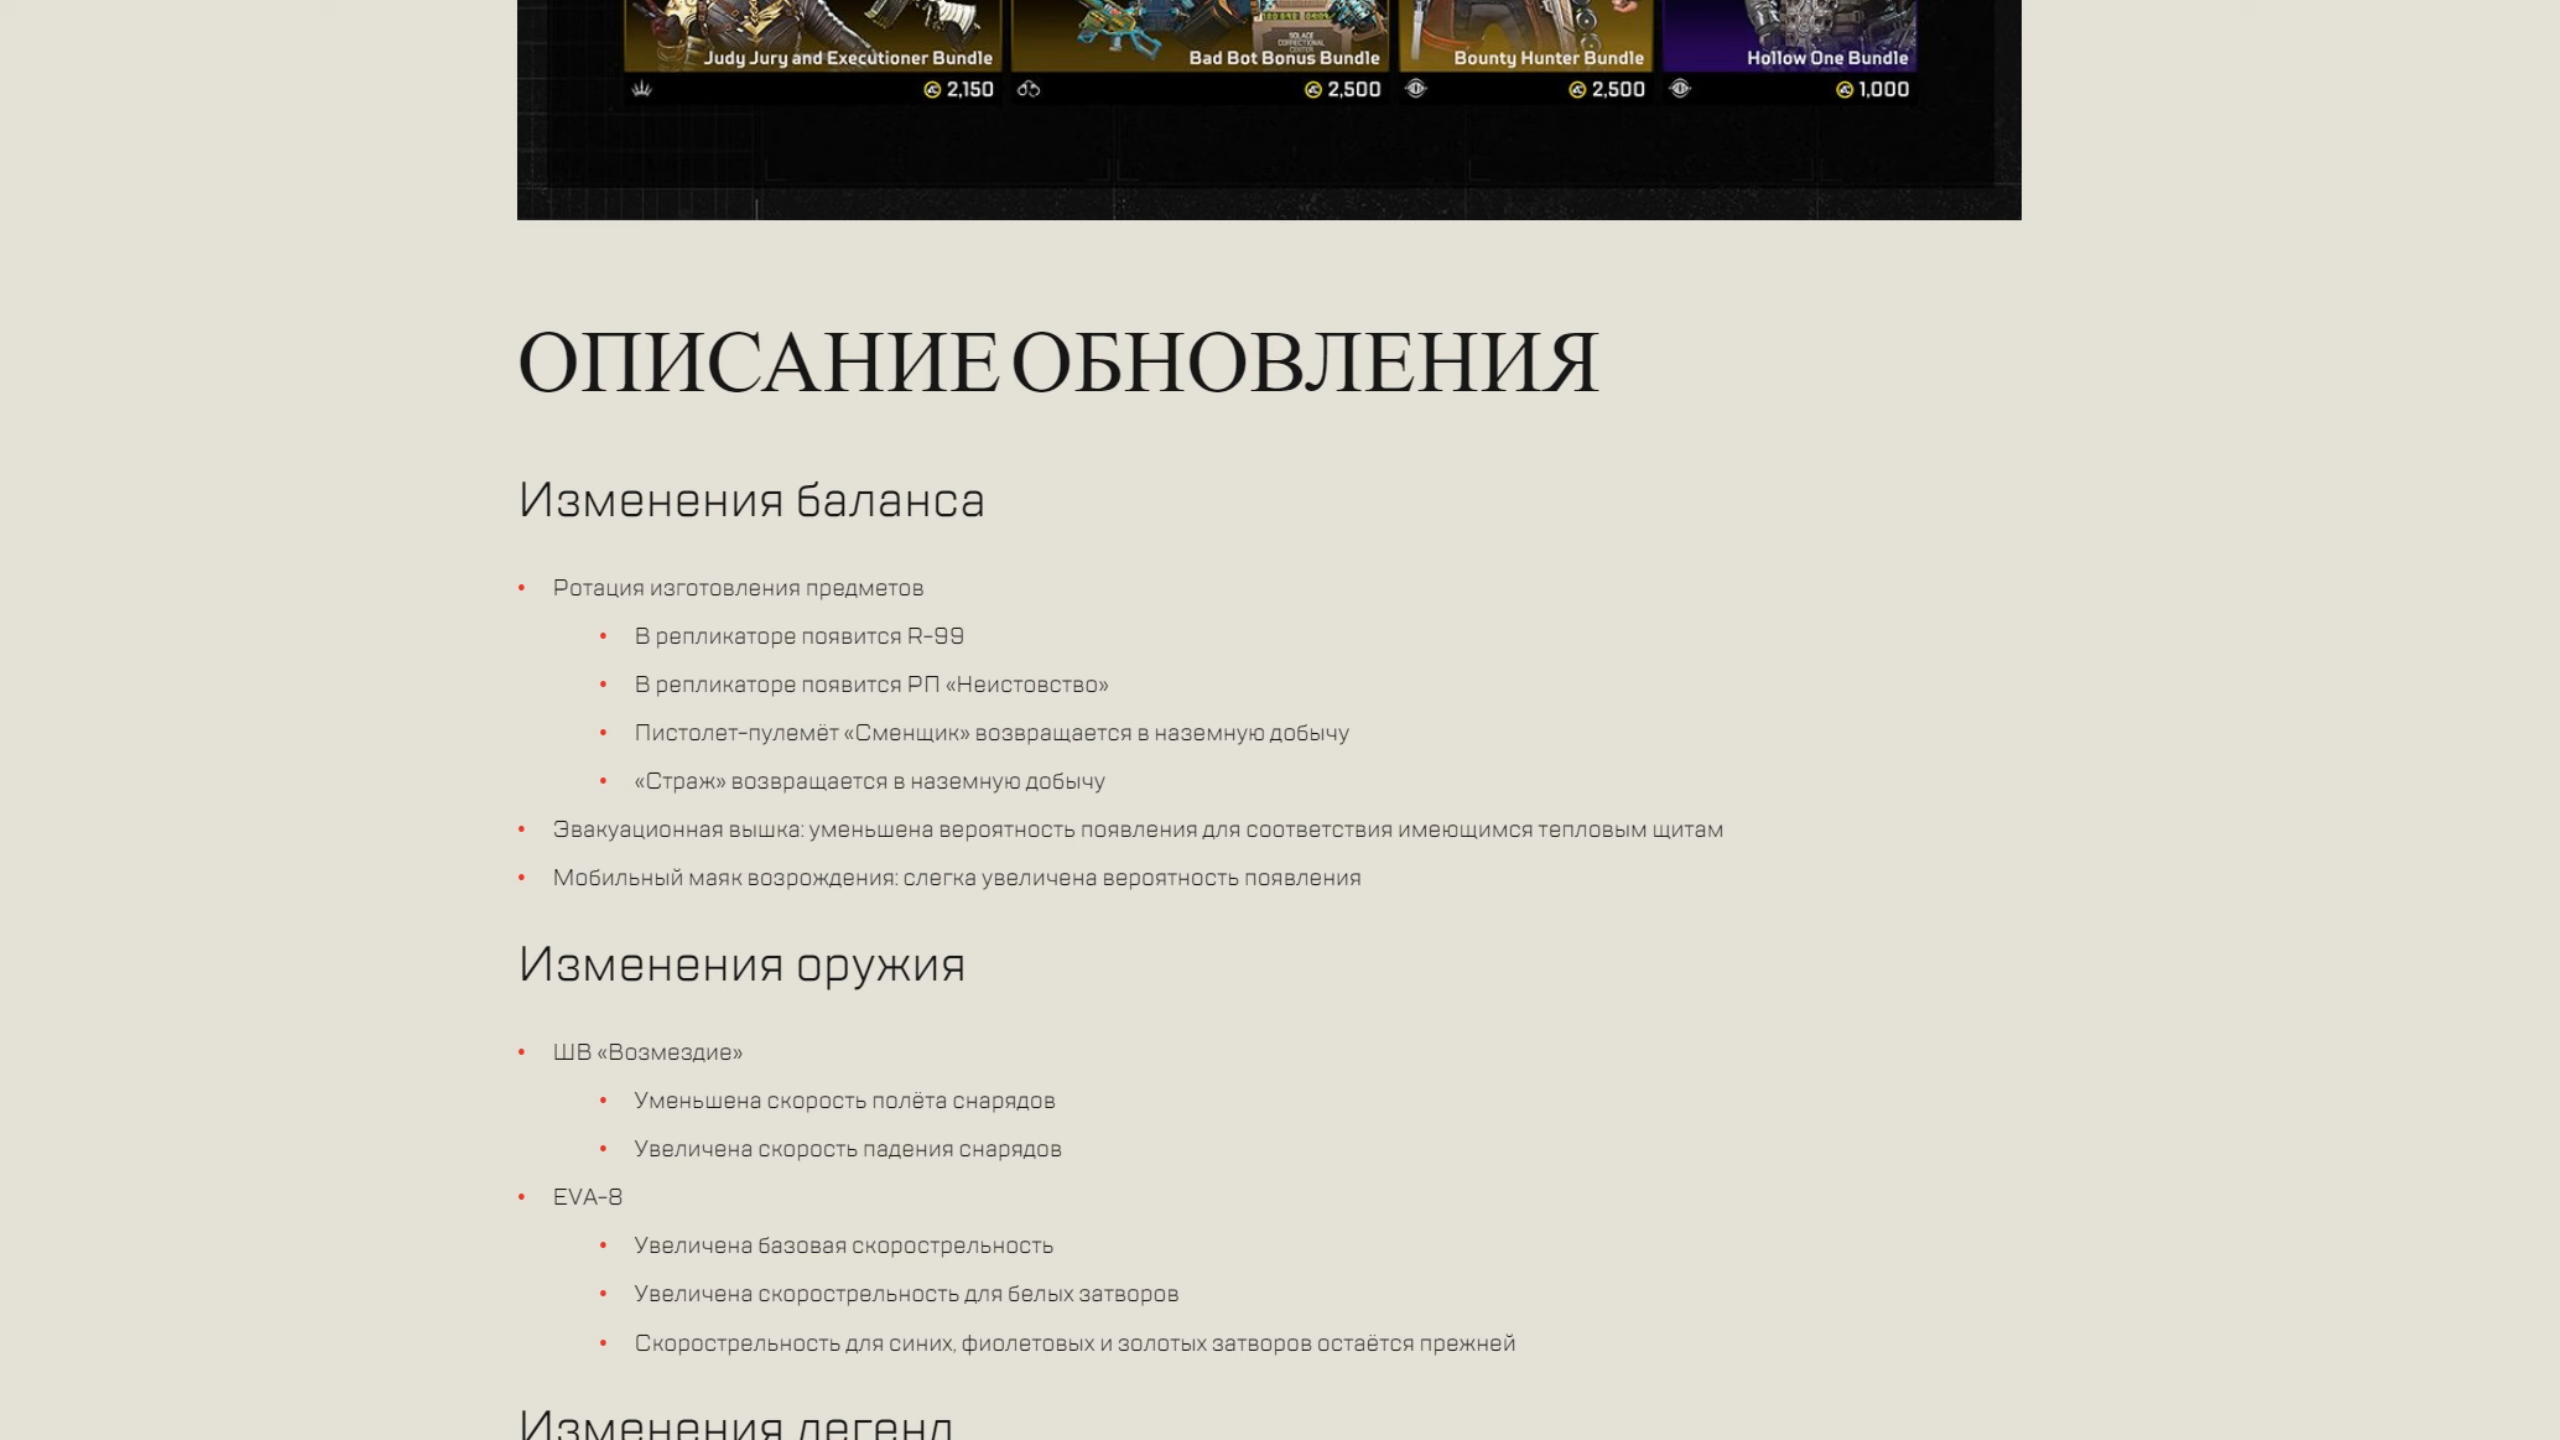 Judy Jury and Executioner Bundle
2,150
Bad Bot Bonus Bundle
2,500
Bounty Hunter Bundle
2,500
Hollow One Bundle
1,000
ОПИСАНИЕ ОБНОВЛЕНИЯ
Изменения баланса
• Ротация изготовления предметов
• В репликаторе появится R-99
• В репликаторе появится РП «Неистовство»
• Пистолет-пулемёт «Сменщик» возвращается в наземную добычу
• «Страж» возвращается в наземную добычу
• Эвакуационная вышка: уменьшена вероятность появления для соответствия имеющимся тепловым щитам
• Мобильный маяк возрождения: слегка увеличена вероятность появления
Изменения оружия
• ШВ «Возмездие»
• Уменьшена скорость полёта снарядов
• Увеличена скорость падения снарядов
• EVA-8
• Увеличена базовая скорострельность
• Увеличена скорострельность для белых затворов
• Скорострельность для синих, фиолетовых и золотых затворов остаётся прежней
Изменения легенд